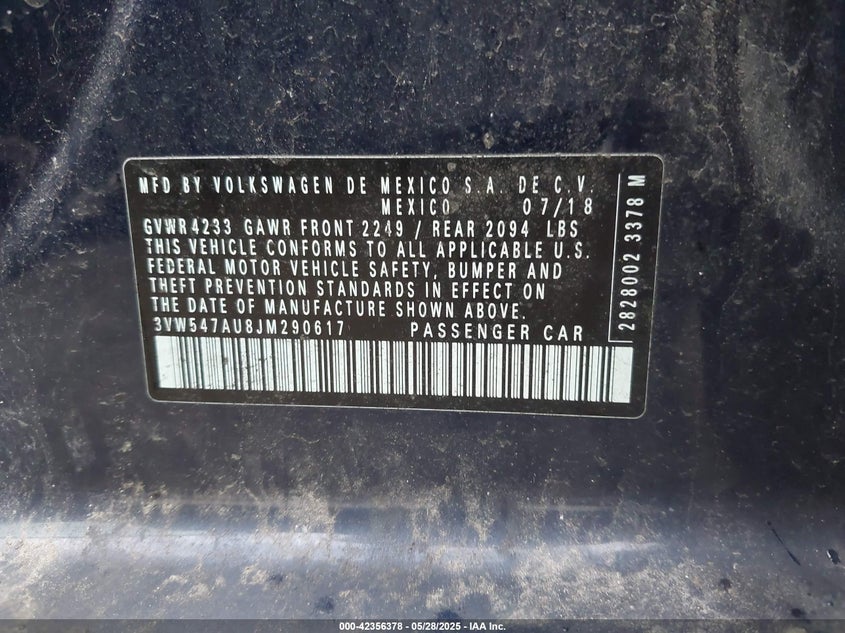 MFD BY VOLKSWAGEN DE MEXICO S.A. DE C.V.
MEXICO 07/18
GVWR 4233 GAWR FRONT 2249 / REAR 2094 LBS
THIS VEHICLE CONFORMS TO ALL APPLICABLE U.S.
FEDERAL MOTOR VEHICLE SAFETY, BUMPER AND
THEFT PREVENTION STANDARDS IN EFFECT ON
THE DATE OF MANUFACTURE SHOWN ABOVE.
3VW547AU8JM290617 PASSENGER CAR
2828002 3378 M
000-42356378 - 05/28/2025 - IAA Inc.